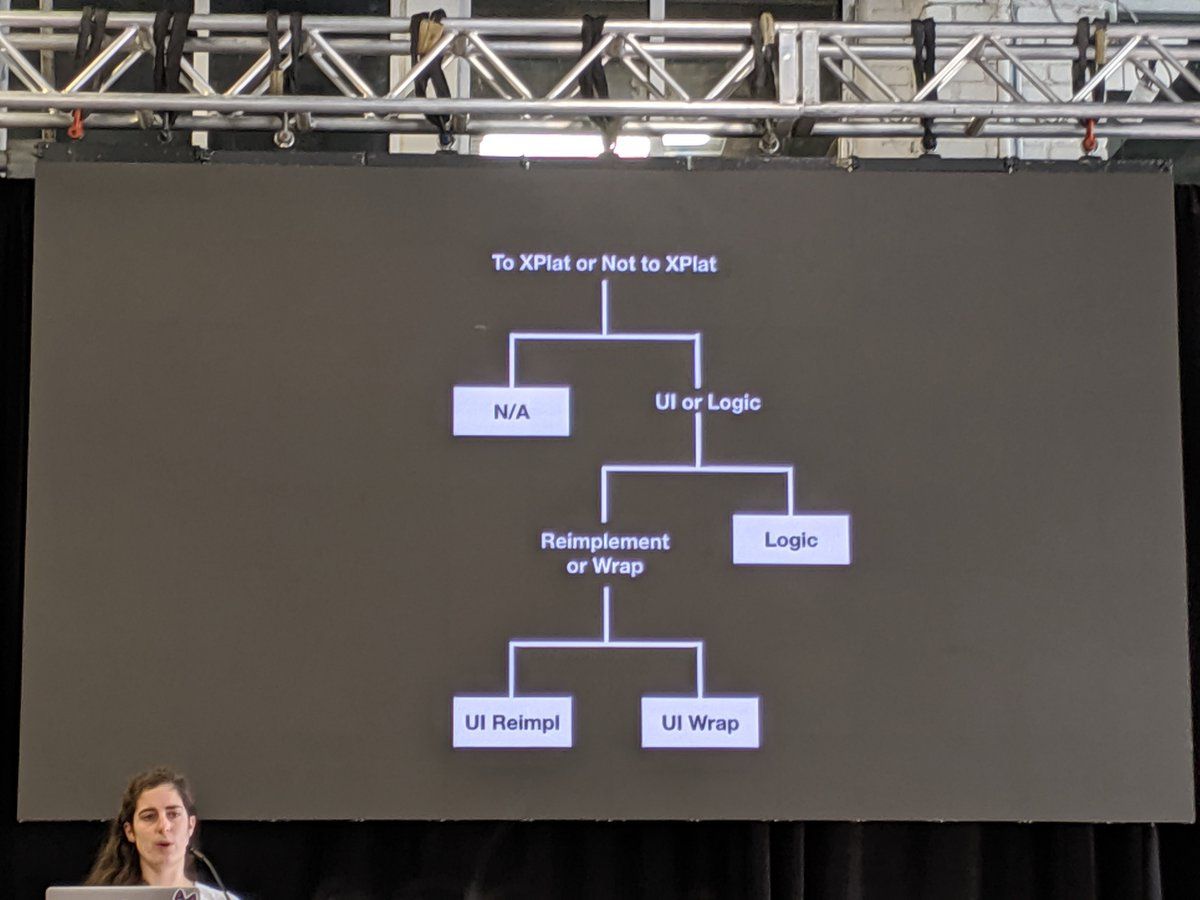 To XPlat or Not to XPlat
N/A
UI or Logic
Reimplement
or Wrap
Logic
UI Reimpl
UI Wrap